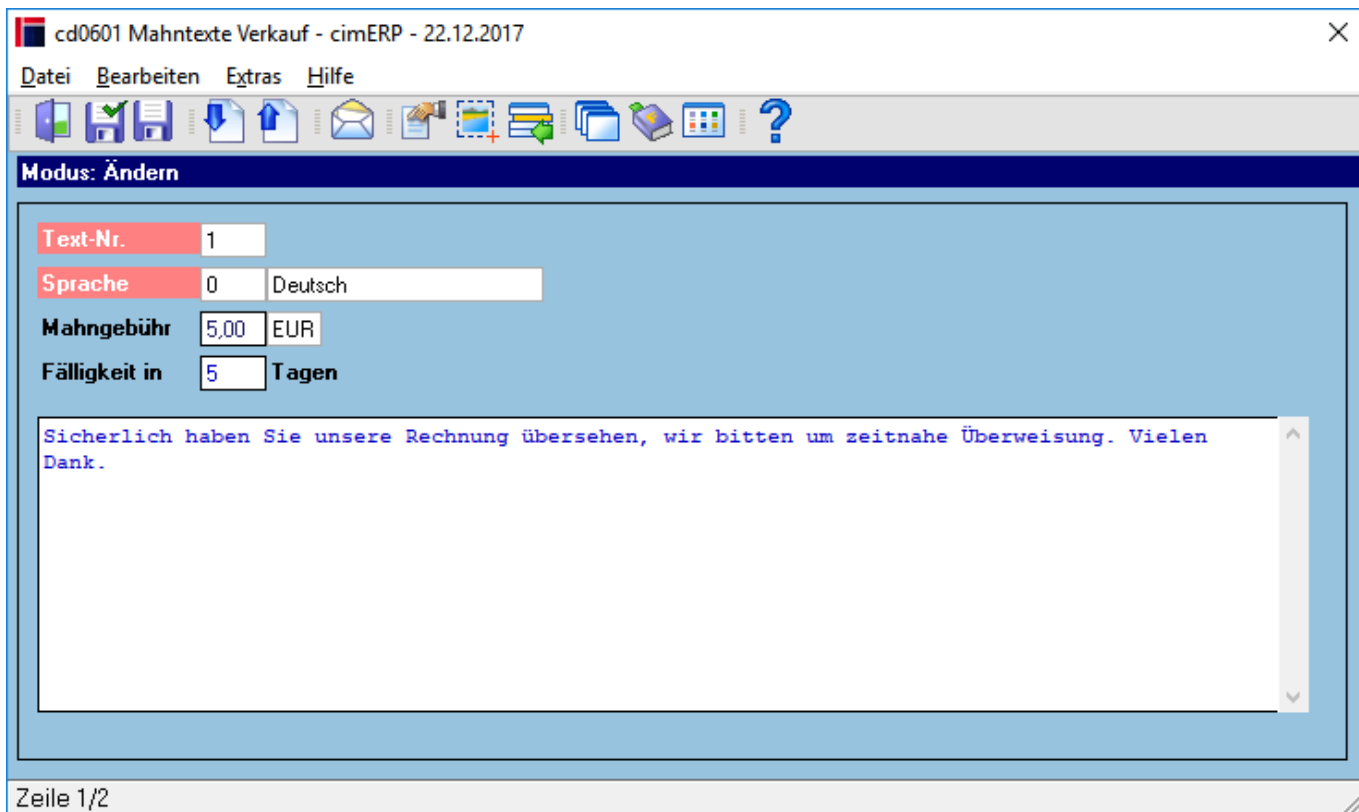 cd0601 Mahntexte Verkauf - cimERP - 22.12.2017
Datei Bearbeiten Extras Hilfe
Modus: Ändern
Text-Nr. 1
Sprache 0 Deutsch
Mahngebühr 5,00 EUR
Fälligkeit in 5 Tagen
Sicherlich haben Sie unsere Rechnung übersehen, wir bitten um zeitnahe Überweisung. Vielen
Dank.
Zeile 1/2